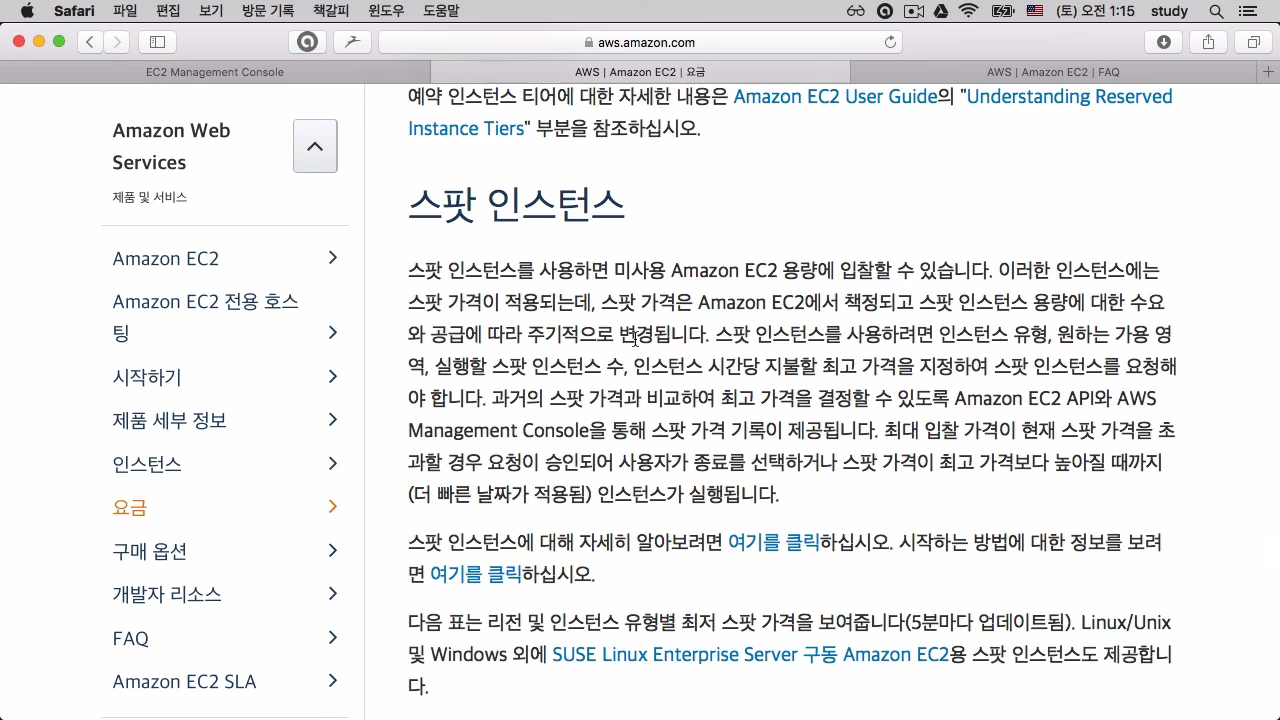 Safari 파일 편집 보기 방문 기록 책갈피 윈도우 도움말 (토) 오전 1:15 study
aws.amazon.com
EC2 Management Console
AWS | Amazon EC2 | 요금
AWS | Amazon EC2 | FAQ
Amazon Web
Services
제품 및 서비스
Amazon EC2
Amazon EC2 전용 호스
팅
시작하기
제품 세부 정보
인스턴스
요금
구매 옵션
개발자 리소스
FAQ
Amazon EC2 SLA
예약 인스턴스 티어에 대한 자세한 내용은 Amazon EC2 User Guide의 "Understanding Reserved
Instance Tiers" 부분을 참조하십시오.
스팟 인스턴스
스팟 인스턴스를 사용하면 미사용 Amazon EC2 용량에 입찰할 수 있습니다. 이러한 인스턴스에는
스팟 가격이 적용되는데, 스팟 가격은 Amazon EC2에서 책정되고 스팟 인스턴스 용량에 대한 수요
와 공급에 따라 주기적으로 변경됩니다. 스팟 인스턴스를 사용하려면 인스턴스 유형, 원하는 가용 영
역, 실행할 스팟 인스턴스 수, 인스턴스 시간당 지불할 최고 가격을 지정하여 스팟 인스턴스를 요청해
야 합니다. 과거의 스팟 가격과 비교하여 최고 가격을 결정할 수 있도록 Amazon EC2 API와 AWS
Management Console을 통해 스팟 가격 기록이 제공됩니다. 최대 입찰 가격이 현재 스팟 가격을 초
과할 경우 요청이 승인되어 사용자가 종료를 선택하거나 스팟 가격이 최고 가격보다 높아질 때까지
(더 빠른 날짜가 적용됨) 인스턴스가 실행됩니다.
스팟 인스턴스에 대해 자세히 알아보려면 여기를 클릭하십시오. 시작하는 방법에 대한 정보를 보려
면 여기를 클릭하십시오.
다음 표는 리전 및 인스턴스 유형별 최저 스팟 가격을 보여줍니다(5분마다 업데이트됨). Linux/Unix
및 Windows 외에 SUSE Linux Enterprise Server 구동 Amazon EC2용 스팟 인스턴스도 제공합니
다.